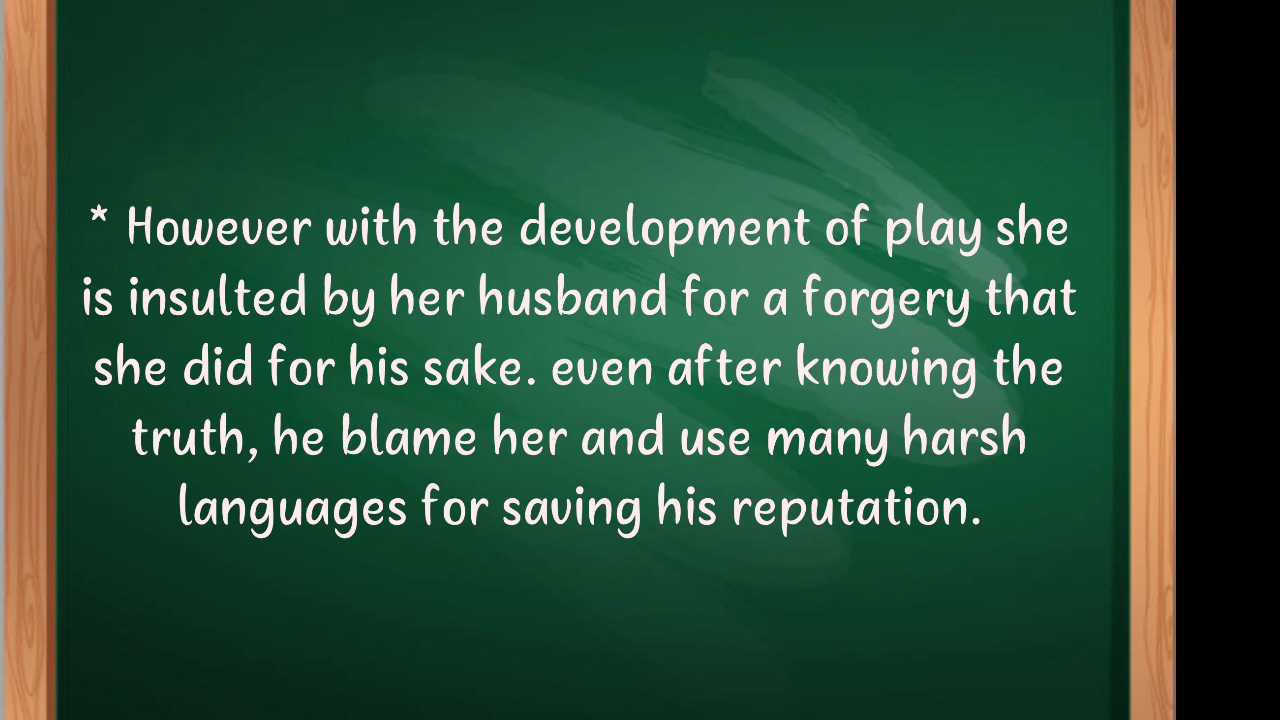 * However with the development of play she
is insulted by her husband for a forgery that
she did for his sake. even after knowing the
truth, he blame her and use many harsh
languages for saving his reputation.